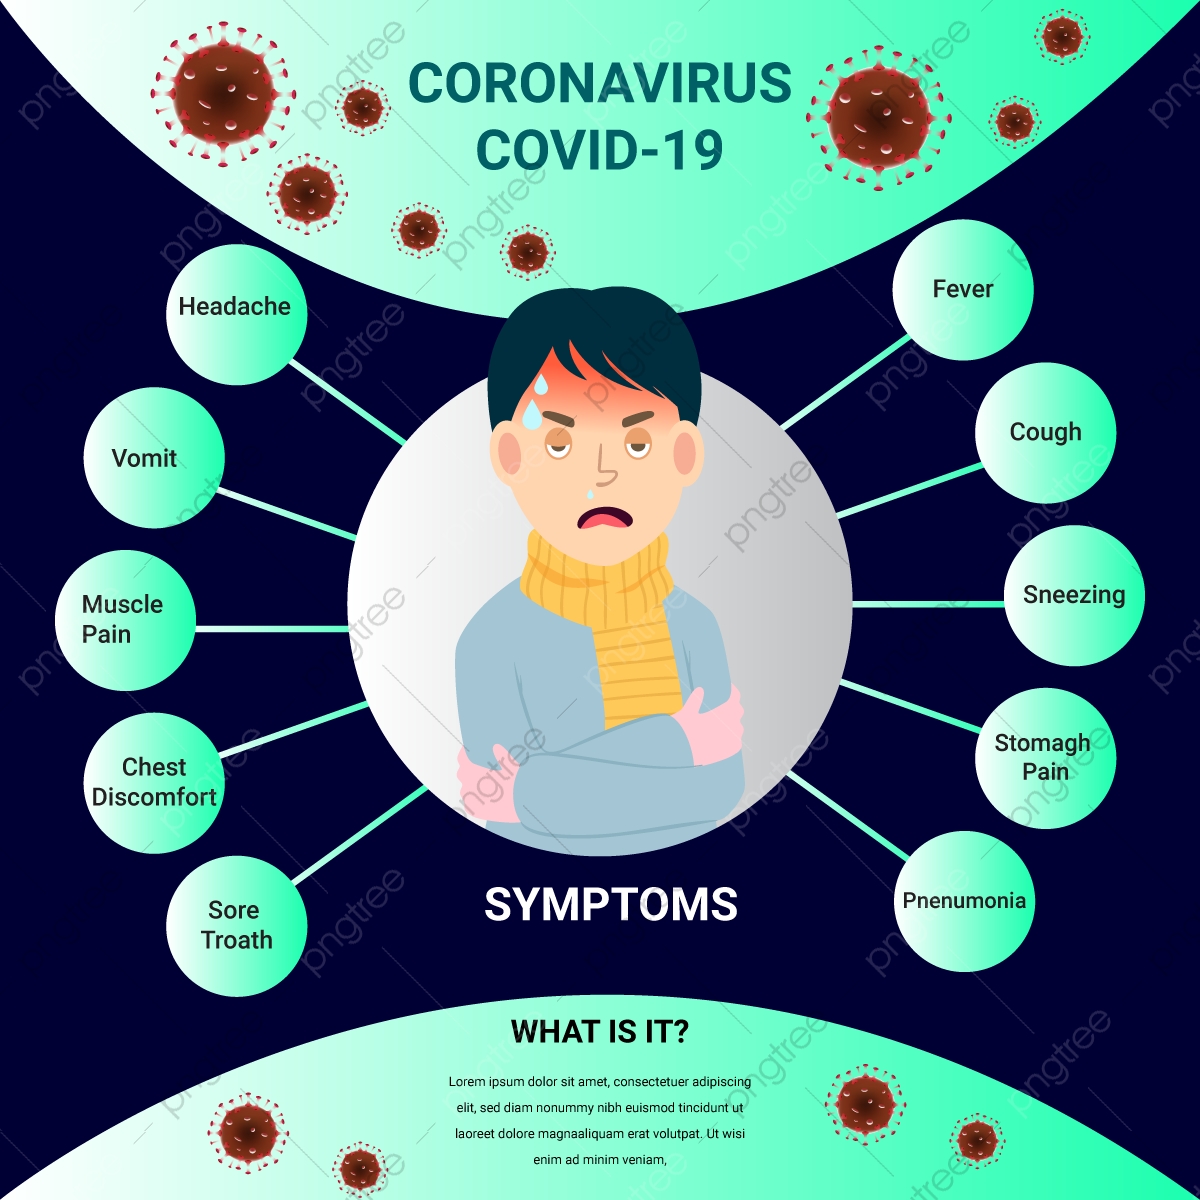 CORONAVIRUS
COVID-19
Headache
Vomit
Muscle
Pain
Chest
Discomfort
Sore
Troath
Fever
Cough
Sneezing
Stomagh
Pain
Pnenumonia
SYMPTOMS
WHAT IS IT?
Lorem ipsum dolor sit amet, consectetuer adipiscing
elit, sed diam nonummy nibh euismod tincidunt ut
laoreet dolore magnaaliquam erat volutpat. Ut wisi
enim ad minim veniam,
pngtree